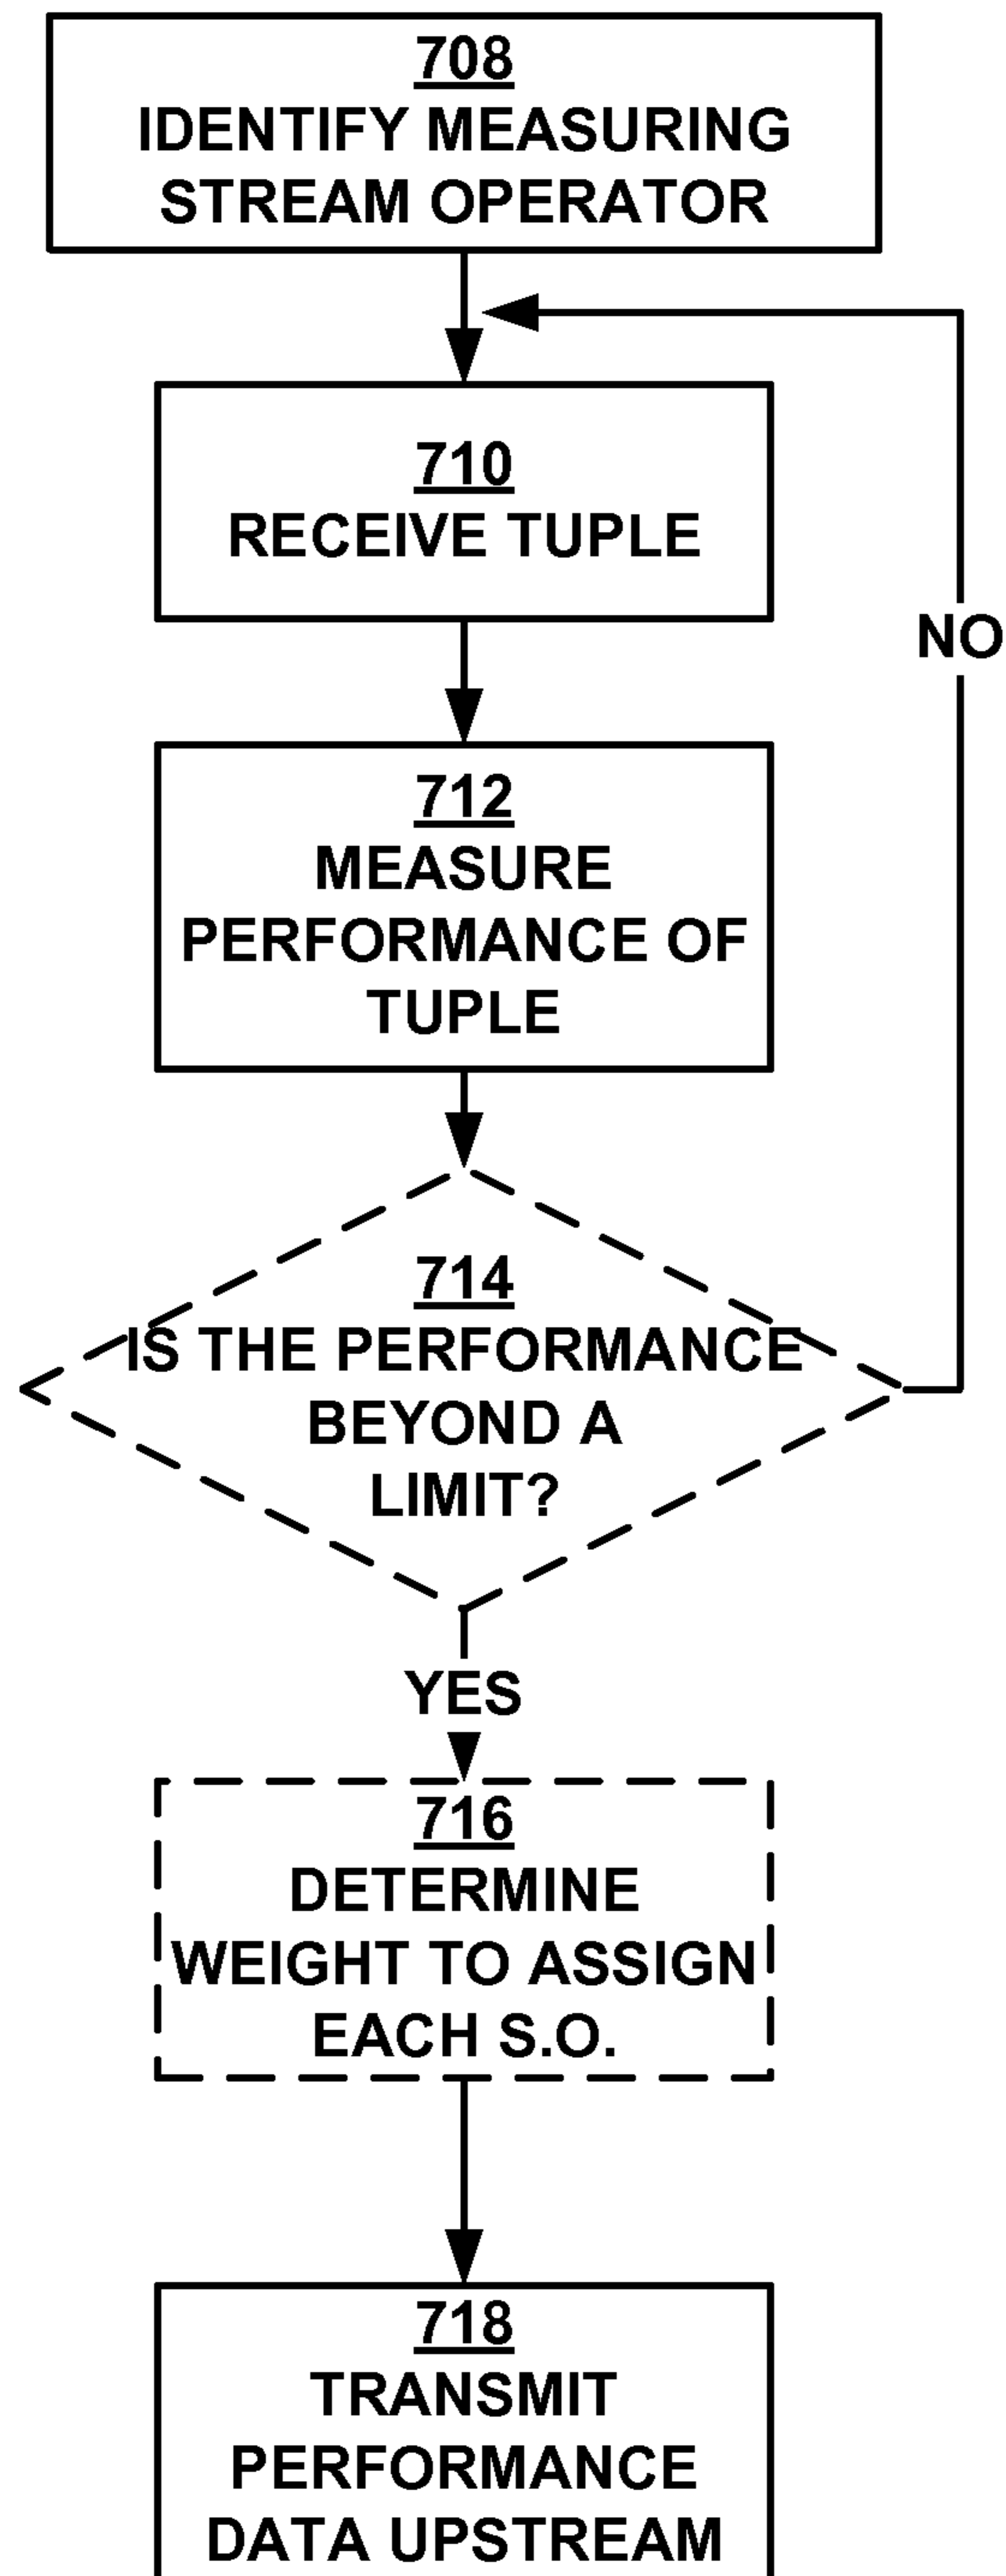 708
IDENTIFY MEASURING
STREAM OPERATOR
710
RECEIVE TUPLE
NO
712
MEASURE
PERFORMANCE OF
TUPLE
714
IS THE PERFORMANCE
BEYOND A
LIMIT?
YES
716
DETERMINE
WEIGHT TO ASSIGN
EACH S.O.
718
TRANSMIT
PERFORMANCE
DATA UPSTREAM